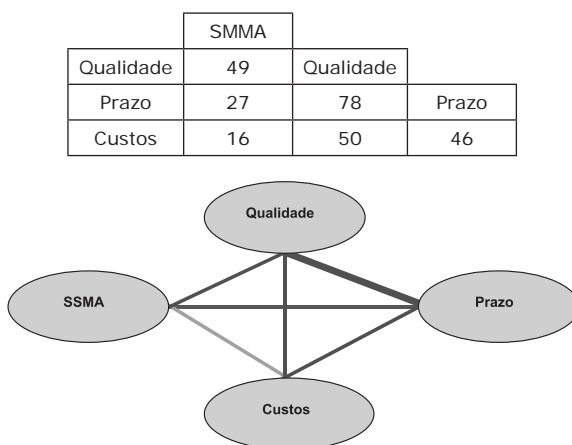 SMMA
Qualidade 49 Qualidade
Prazo 27 78 Prazo
Custos 16 50 46
Qualidade
SSMA Prazo
Custos